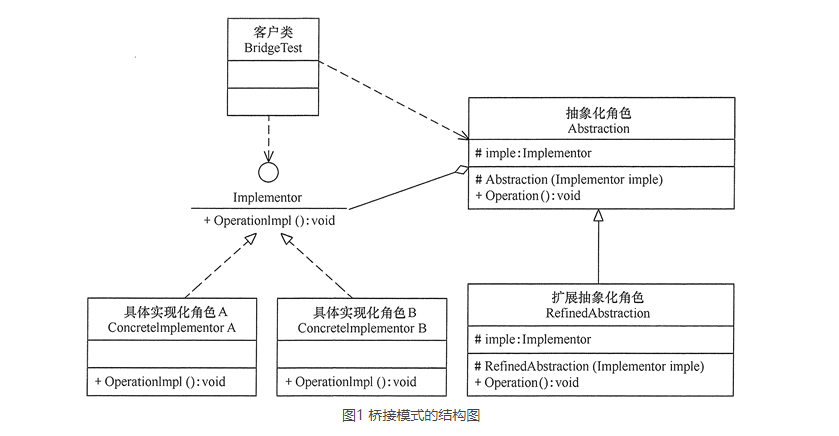 客户类
BridgeTest
抽象化角色
Abstraction
# imple:Implementor
# Abstraction (Implementor imple)
+ Operation():void
Implementor
+ OperationImpl ():void
具体实现化角色A
ConcreteImplementor A
+ OperationImpl ():void
具体实现化角色B
ConcreteImplementor B
+ OperationImpl ():void
扩展抽象化角色
RefinedAbstraction
# imple:Implementor
# RefinedAbstraction (Implementor imple)
+ Operation():void
图1 桥接模式的结构图